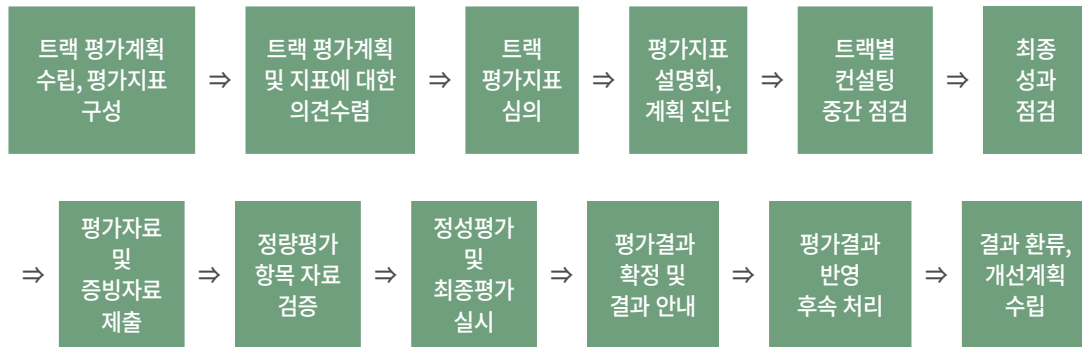 트랙 평가계획
수립, 평가지표
구성
⇒
트랙 평가계획
및 지표에 대한
의견수렴
⇒
트랙
평가지표
심의
⇒
평가지표
설명회,
계획 진단
⇒
트랙별
컨설팅
중간 점검
⇒
최종
성과
점검
⇒
평가자료
및
증빙자료
제출
⇒
정량평가
항목 자료
검증
⇒
정성평가
및
최종평가
실시
⇒
평가결과
확정 및
결과 안내
⇒
평가결과
반영
후속 처리
⇒
결과 환류,
개선계획
수립